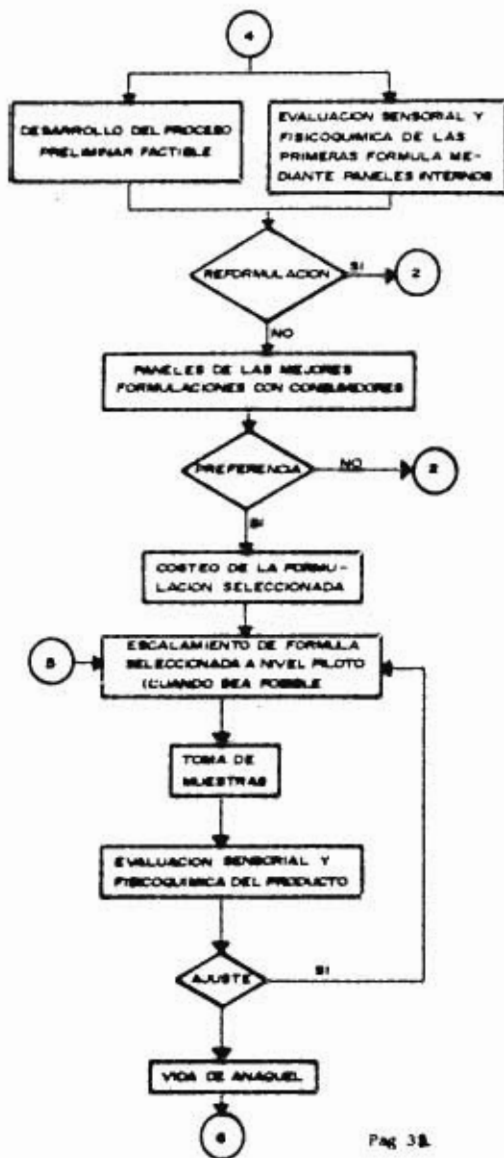 4
DESARROLLO DEL PROCESO
PRELIMINAR FACTIBLE
EVALUACION SENSORIAL Y
FISICOQUIMICA DE LAS
PRIMERAS FORMULA ME-
DIANTE PANELES INTERNOS
REFORMULACION
SI
2
NO
PANELES DE LAS MEJORES
FORMULACIONES CON CONSUMIDORES
PREFERENCIA
NO
2
SI
COSTEO DE LA FORMU-
LACION SELECCIONADA
5
ESCALAMIENTO DE FORMULA
SELECCIONADA A NIVEL PILOTO
(CUANDO SEA POSIBLE
TOMA DE
MUESTRAS
EVALUACION SENSORIAL Y
FISICOQUIMICA DEL PRODUCTO
AJUSTE
SI
VIDA DE ANAQUEL
6
Pag